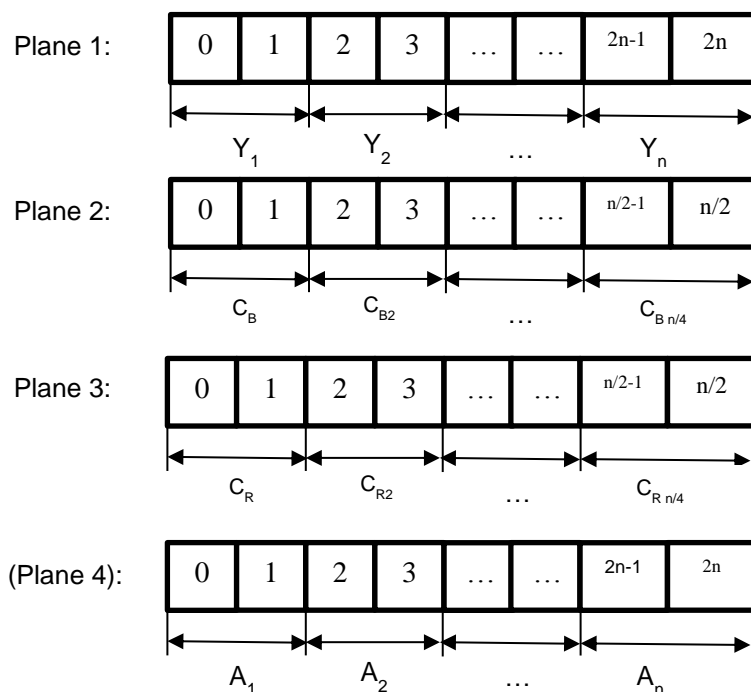 Plane 1: 0 1 2 3 … … 2n-1 2n
Y1 Y2 … Yn
Plane 2: 0 1 2 3 … … n/2-1 n/2
CB CB2 … CB n/4
Plane 3: 0 1 2 3 … … n/2-1 n/2
CR CR2 … CR n/4
(Plane 4): 0 1 2 3 … … 2n-1 2n
A1 A2 … An